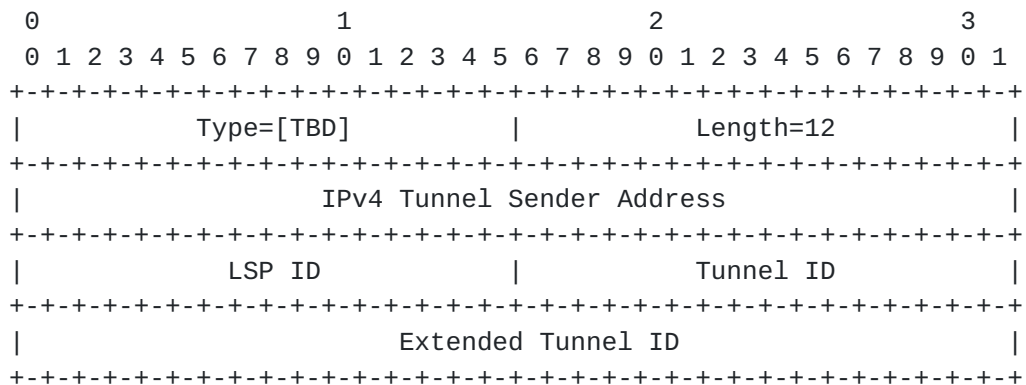 0                   1                   2                   3
 0 1 2 3 4 5 6 7 8 9 0 1 2 3 4 5 6 7 8 9 0 1 2 3 4 5 6 7 8 9 0 1
+-+-+-+-+-+-+-+-+-+-+-+-+-+-+-+-+-+-+-+-+-+-+-+-+-+-+-+-+-+-+-+-+
|           Type=[TBD]          |           Length=12           |
+-+-+-+-+-+-+-+-+-+-+-+-+-+-+-+-+-+-+-+-+-+-+-+-+-+-+-+-+-+-+-+-+
|                   IPv4 Tunnel Sender Address                  |
+-+-+-+-+-+-+-+-+-+-+-+-+-+-+-+-+-+-+-+-+-+-+-+-+-+-+-+-+-+-+-+-+
|             LSP ID            |           Tunnel ID           |
+-+-+-+-+-+-+-+-+-+-+-+-+-+-+-+-+-+-+-+-+-+-+-+-+-+-+-+-+-+-+-+-+
|                        Extended Tunnel ID                     |
+-+-+-+-+-+-+-+-+-+-+-+-+-+-+-+-+-+-+-+-+-+-+-+-+-+-+-+-+-+-+-+-+